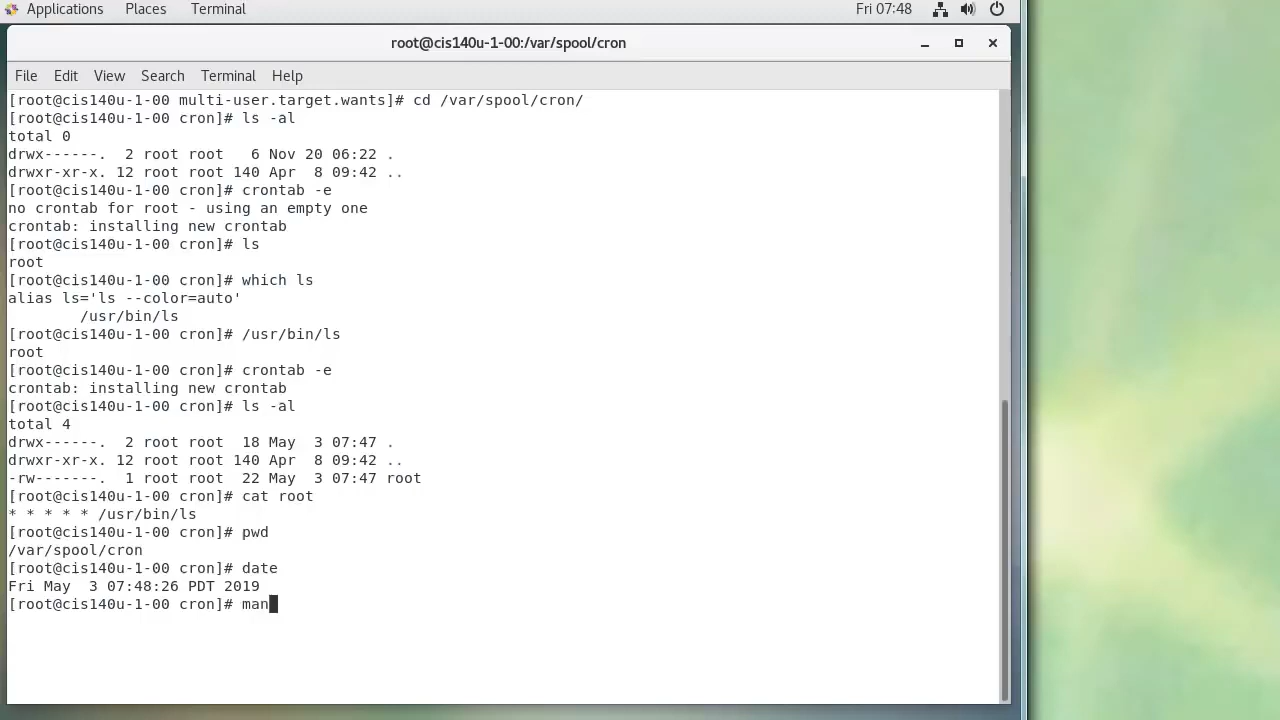 Applications Places Terminal Fri 07:48
root@cis140u-1-00:/var/spool/cron
File Edit View Search Terminal Help
[root@cis140u-1-00 multi-user.target.wants]# cd /var/spool/cron/
[root@cis140u-1-00 cron]# ls -al
total 0
drwx------.  2 root root   6 Nov 20 06:22 .
drwxr-xr-x. 12 root root 140 Apr  8 09:42 ..
[root@cis140u-1-00 cron]# crontab -e
no crontab for root - using an empty one
crontab: installing new crontab
[root@cis140u-1-00 cron]# ls
root
[root@cis140u-1-00 cron]# which ls
alias ls='ls --color=auto'
        /usr/bin/ls
[root@cis140u-1-00 cron]# /usr/bin/ls
root
[root@cis140u-1-00 cron]# crontab -e
crontab: installing new crontab
[root@cis140u-1-00 cron]# ls -al
total 4
drwx------.  2 root root  18 May  3 07:47 .
drwxr-xr-x. 12 root root 140 Apr  8 09:42 ..
-rw-------.  1 root root  22 May  3 07:47 root
[root@cis140u-1-00 cron]# cat root
* * * * * /usr/bin/ls
[root@cis140u-1-00 cron]# pwd
/var/spool/cron
[root@cis140u-1-00 cron]# date
Fri May  3 07:48:26 PDT 2019
[root@cis140u-1-00 cron]# man